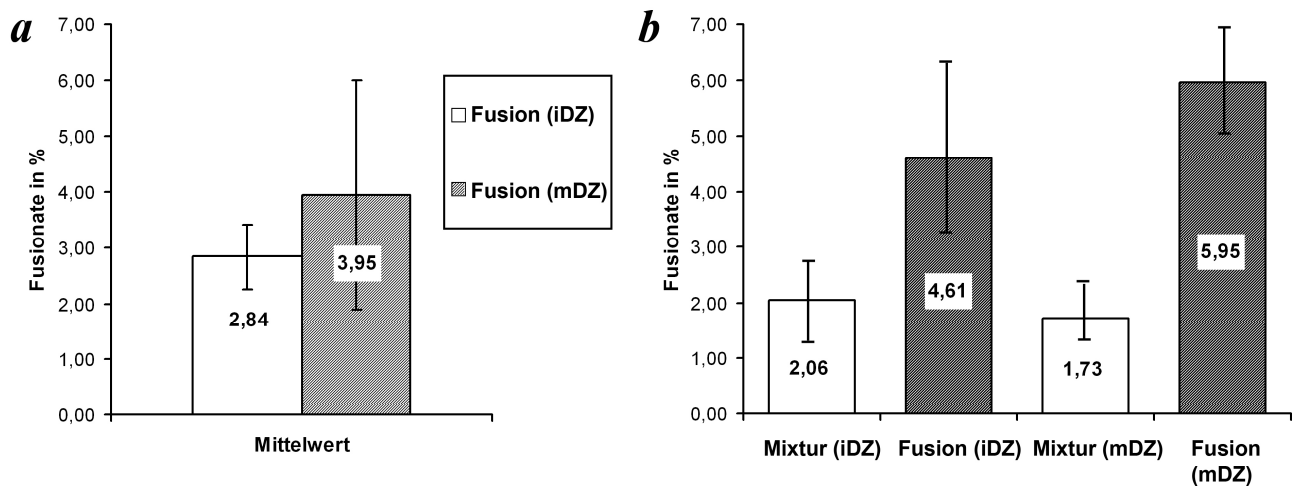 a
7,00
6,00
5,00
4,00
3,00
2,00
1,00
0,00
Fusionate in %
2,84
3,95
Mittelwert
Fusion (iDZ)
Fusion (mDZ)
b
7,00
6,00
5,00
4,00
3,00
2,00
1,00
0,00
Fusionate in %
2,06
4,61
1,73
5,95
Mixtur (iDZ)
Fusion (iDZ)
Mixtur (mDZ)
Fusion
(mDZ)